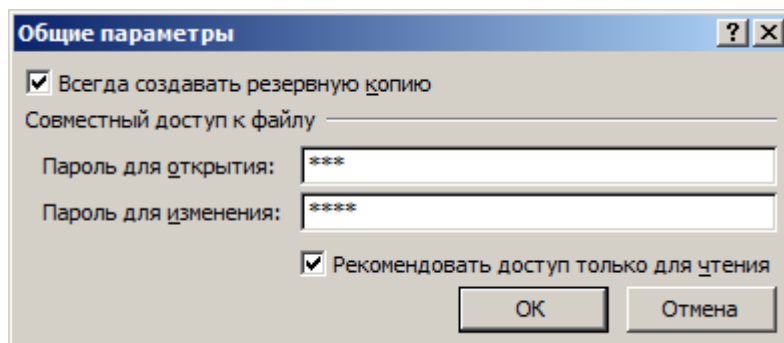 Общие параметры
Всегда создавать резервную копию
Совместный доступ к файлу
Пароль для открытия: ***
Пароль для изменения: ****
Рекомендовать доступ только для чтения
ОК Отмена